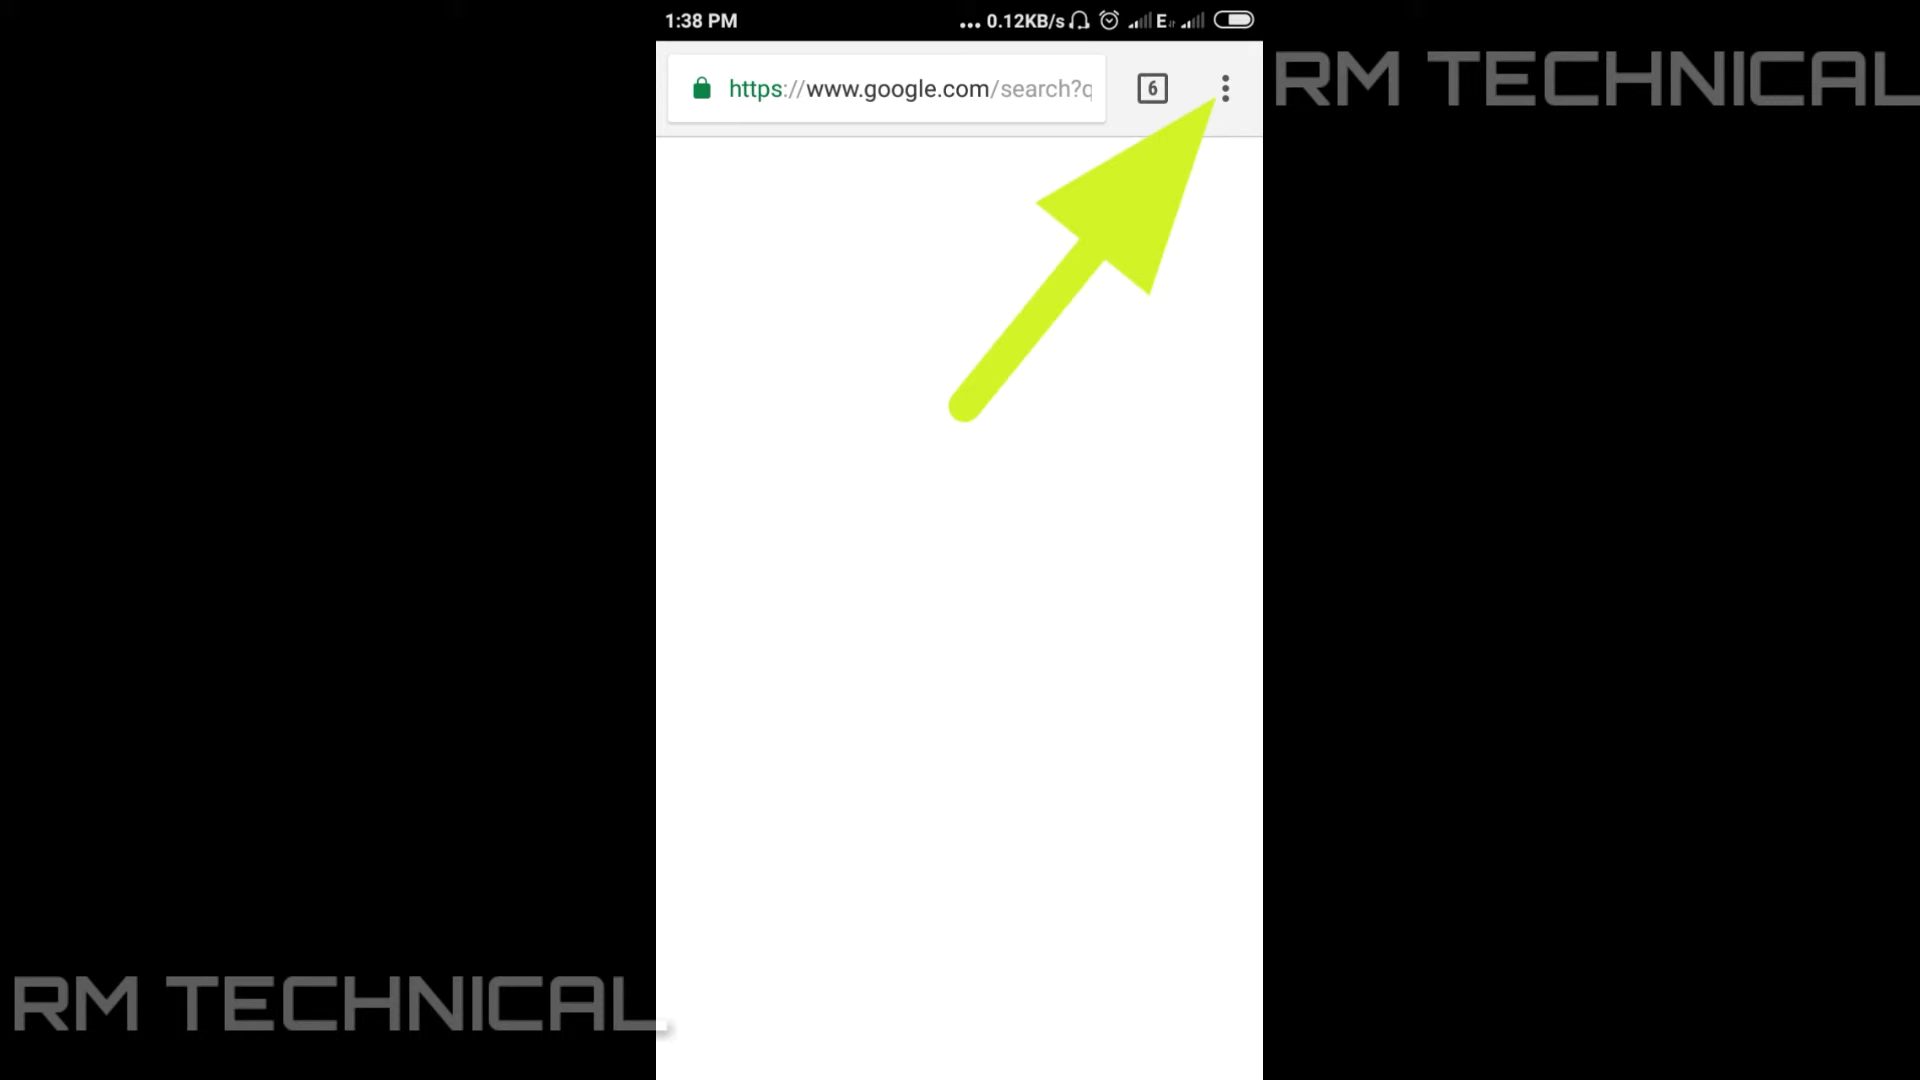 1:38 PM ... 0.12KB/s E
https://www.google.com/search?q 6
RM TECHNICAL
RM TECHNICAL